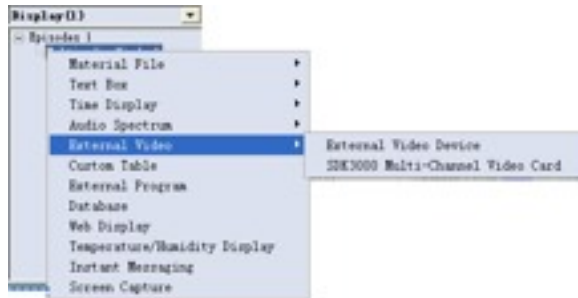 Display(1)
Episodes 1
Material File
Text Box
Time Display
Audio Spectrum
External Video
External Video Device
Custom Table
SDK3000 Multi-Channel Video Card
External Program
Database
Web Display
Temperature/Humidity Display
Instant Messaging
Screen Capture